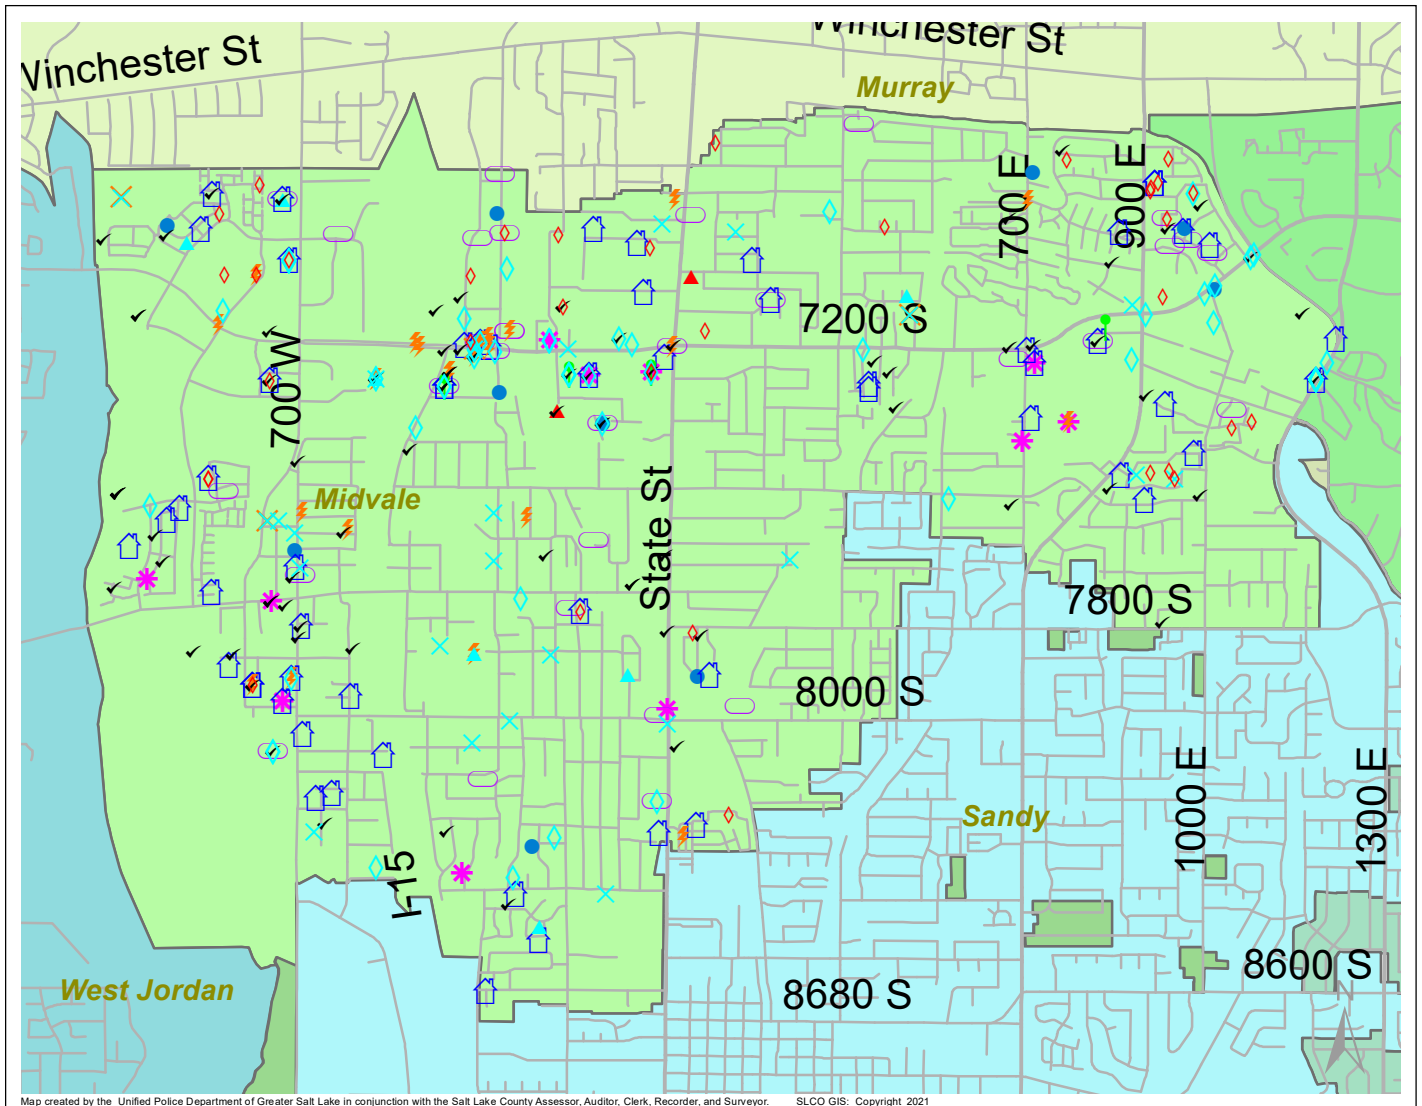 Winchester St
Winchester St
Murray
700 E
900 E
7200 S
700 W
Midvale
State St
7800 S
8000 S
Sandy
1000 E
1300 E
I-15
8600 S
West Jordan
8680 S
Map created by the Unified Police Department of Greater Salt Lake in conjunction with the Salt Lake County Assessor, Auditor, Clerk, Recorder, and Surveyor. SLCO GIS: Copyright 2021